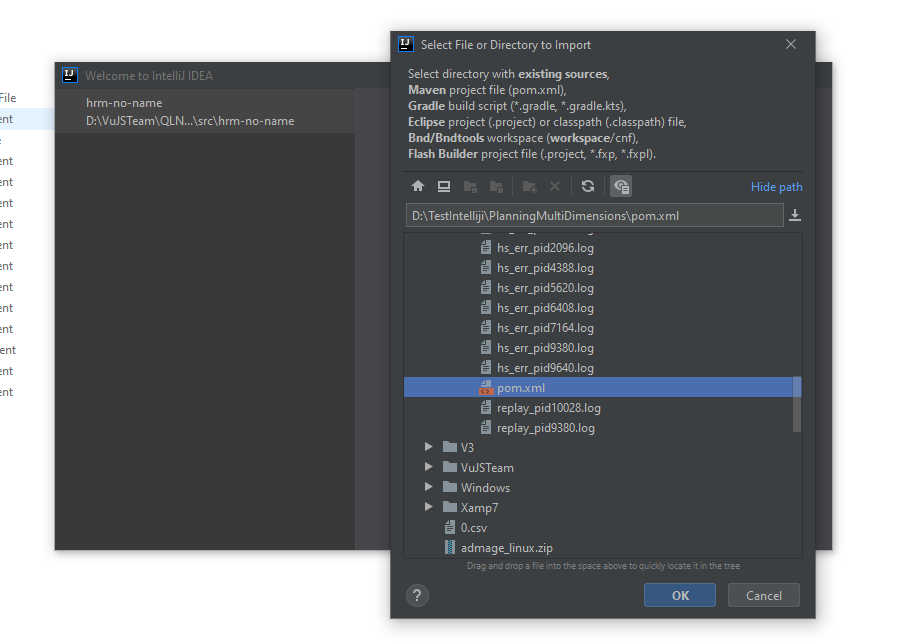 Select File or Directory to Import
Welcome to IntelliJ IDEA
hrm-no-name
D:\VuJSTeam\QLN...\src\hrm-no-name
File
ent
ent
ent
ent
ent
ent
ent
ent
ent
ent
ent
ent
ent
Select directory with existing sources,
Maven project file (pom.xml),
Gradle build script (*.gradle, *.gradle.kts),
Eclipse project (.project) or classpath (.classpath) file,
Bnd/Bndtools workspace (workspace/cnf),
Flash Builder project file (.project, *.fxp, *.fxpl).
Hide path
D:\TestIntelliji\PlanningMultiDimensions\pom.xml
hs_err_pid2096.log
hs_err_pid4388.log
hs_err_pid5620.log
hs_err_pid6408.log
hs_err_pid7164.log
hs_err_pid9380.log
hs_err_pid9640.log
pom.xml
replay_pid10028.log
replay_pid9380.log
V3
VuJSTeam
Windows
Xamp7
0.csv
admage_linux.zip
Drag and drop a file into the space above to quickly locate it in the tree
?
OK
Cancel